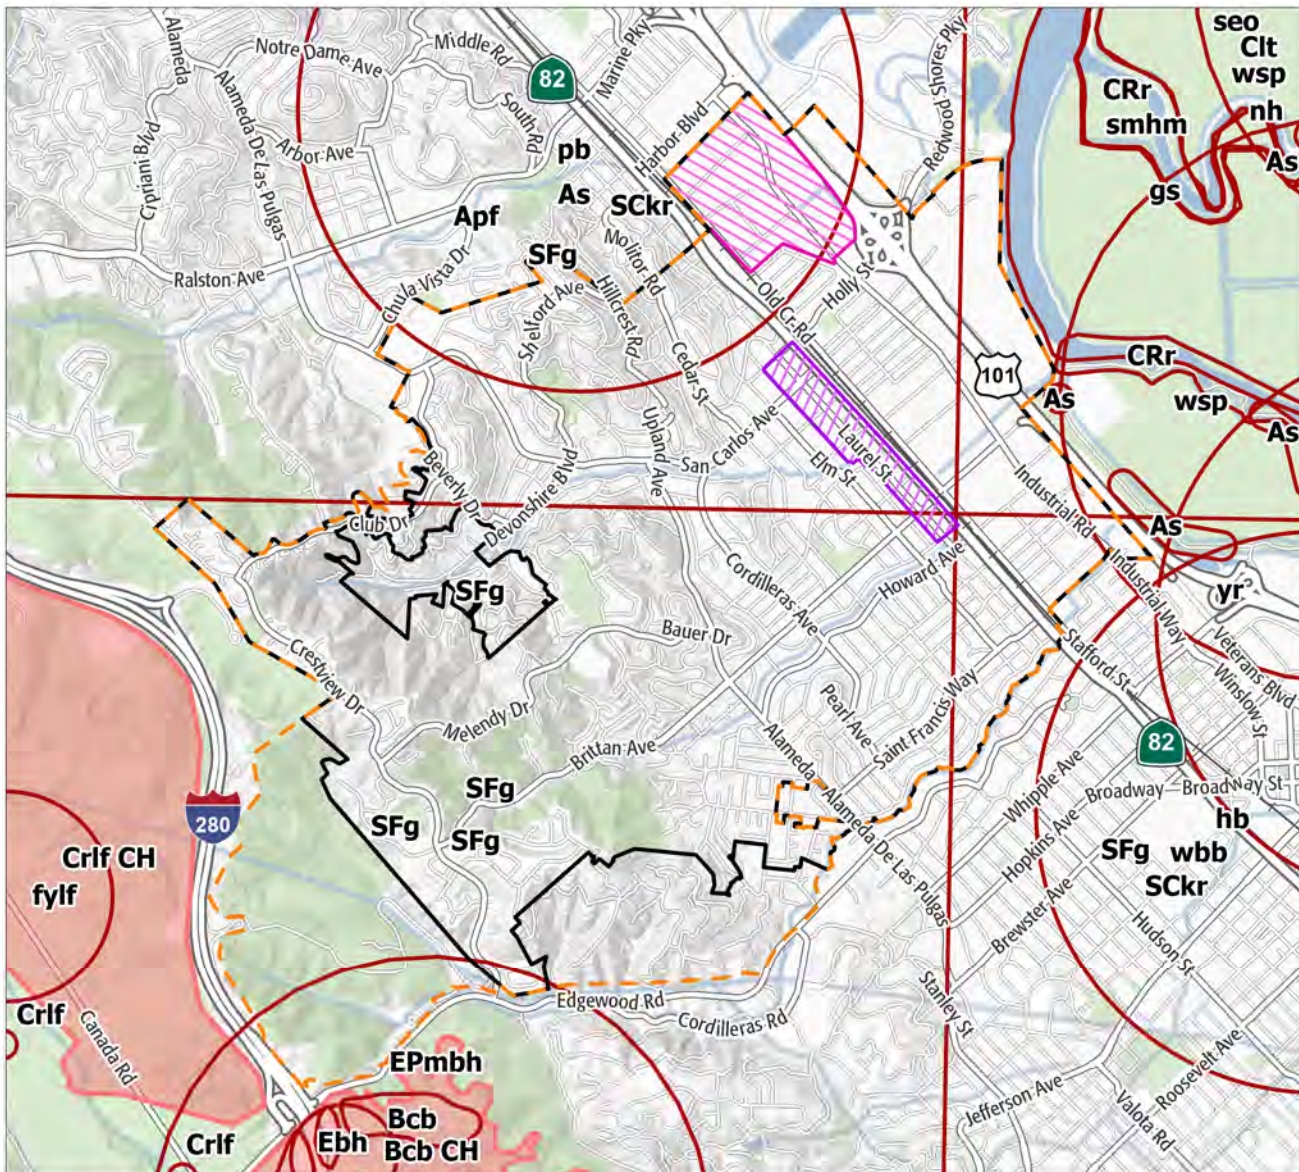 seo
Clt
wsp
nh
As
CRr
smhm
gs
Alameda
Notre Dame Ave
Middle Rd
Marine Pky
82
South Rd
Redwood Shores Pky
Cipriani Blvd
Alameda De Las Pulgas
Arbor Ave
Harbor Blvd
pb
As
SCkr
Apf
SFg
Ralston Ave
Chula Vista Dr
Molitor Rd
Shelford Ave
Hillcrest Rd
Old Cr-Rd
Holly St
Cedar St
101
CRr
As
wsp
As
Upland Ave
San Carlos Ave
Laurel St
Elm St
Beverly Dr
Devonshire Blvd
Club Dr
Industrial Rd
As
SFg
Cordilleras Ave
Howard Ave
Industrial Way
yr
Bauer Dr
Crestview Dr
Stafford St
Veterans Blvd
Winslow St
Melendy Dr
Pearl Ave
Saint Francis Way
Brittan Ave
82
Alameda
Whipple Ave
Broadway
Broadway St
SFg
280
SFg
SFg
Alameda De Las Pulgas
Hopkins Ave
hb
Crlf CH
fylf
SFg
wbb
SCkr
Brewster Ave
Hudson St
Crlf
Canada Rd
Edgewood Rd
Cordilleras Rd
Stanley St
EPmbh
Roosevelt Ave
Jefferson Ave
Valota Rd
Bcb
Crlf
Ebh
Bcb CH